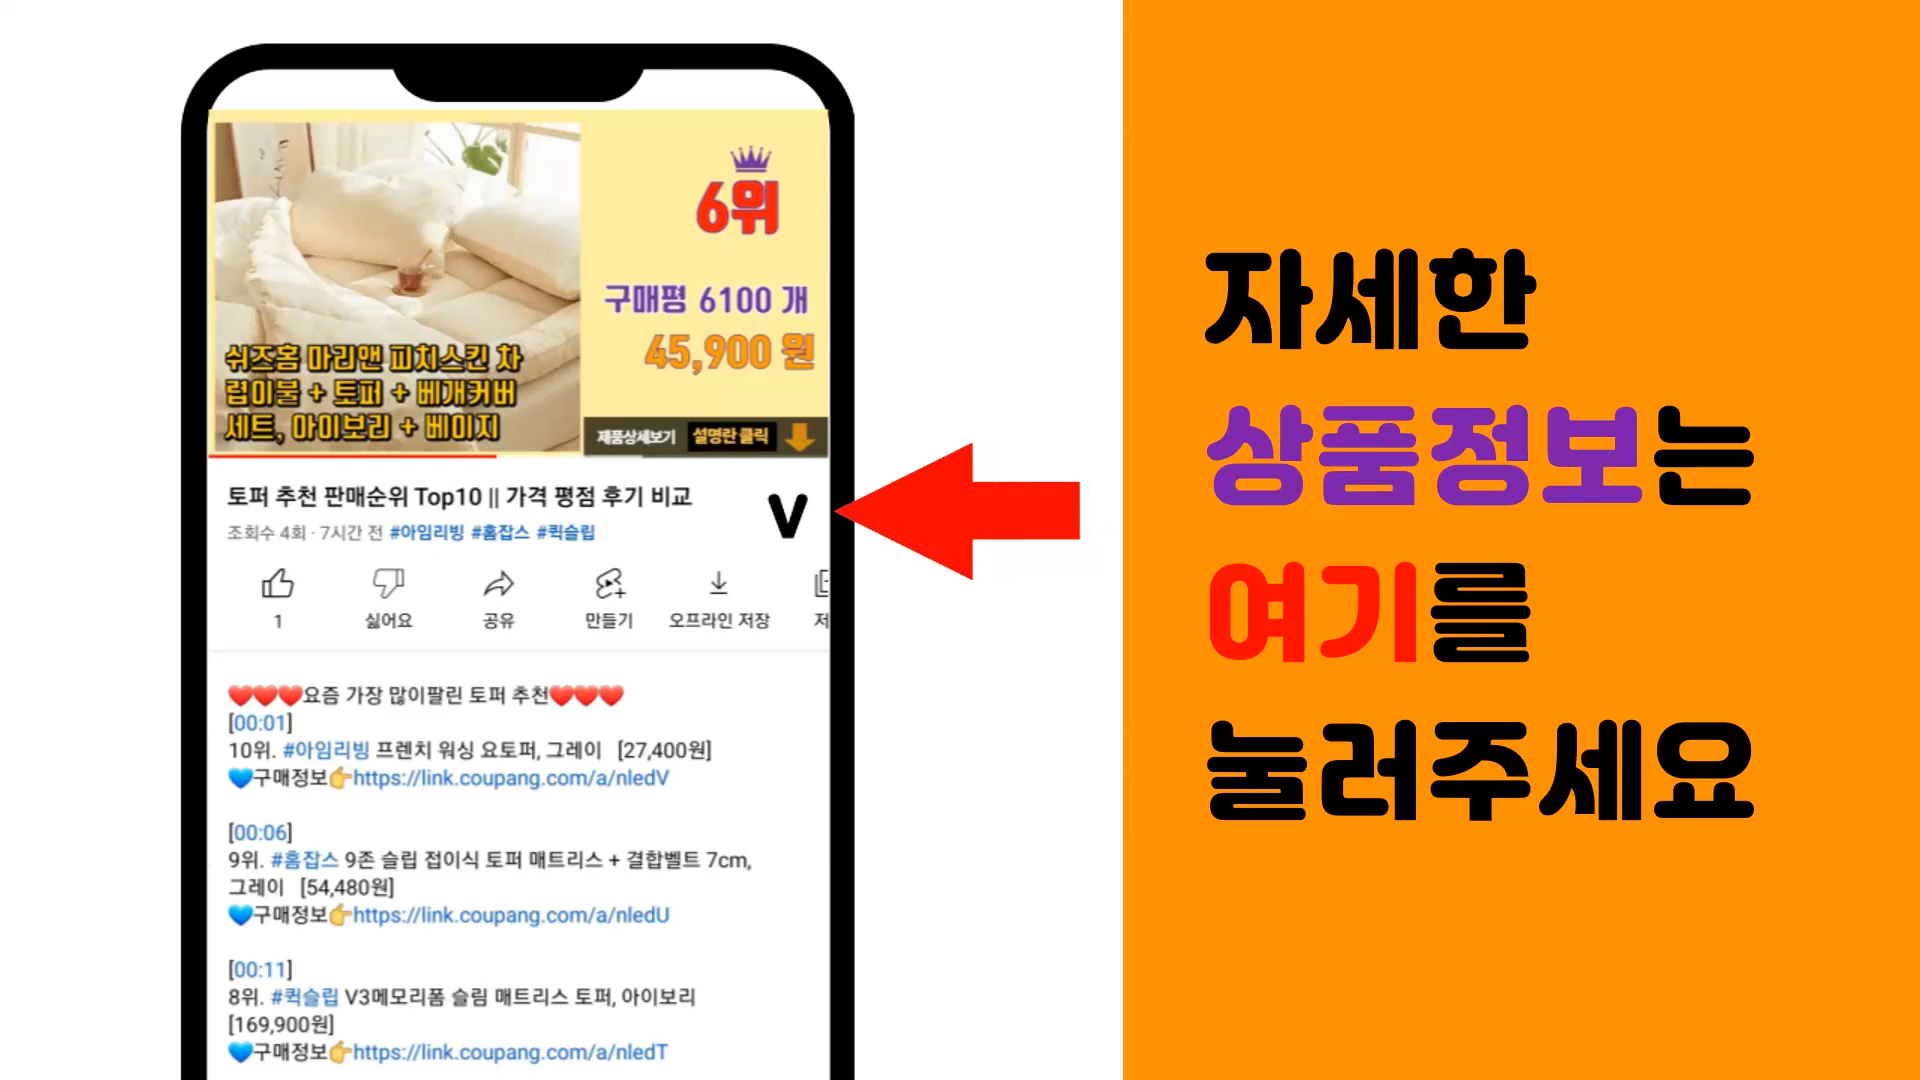 6위
구매평 6100 개
45,900 원
쉬즈홈 마리앤 피치스킨 차
렵이불 + 토퍼 + 베개커버
세트, 아이보리 + 베이지
제품상세보기 설명란 클릭
토퍼 추천 판매순위 Top10 || 가격 평점 후기 비교
조회수 4회 · 7시간 전 #아임리빙 #홈잡스 #퀵슬립
V
1 싫어요 공유 만들기 오프라인 저장 저
❤️❤️❤️요즘 가장 많이팔린 토퍼 추천❤️❤️❤️
[00:01]
10위. #아임리빙 프렌치 워싱 요토퍼, 그레이 [27,400원]
💙구매정보👉https://link.coupang.com/a/nledV
[00:06]
9위. #홈잡스 9존 슬립 접이식 토퍼 매트리스 + 결합벨트 7cm,
그레이 [54,480원]
💙구매정보👉https://link.coupang.com/a/nledU
[00:11]
8위. #퀵슬립 V3메모리폼 슬림 매트리스 토퍼, 아이보리
[169,900원]
💙구매정보👉https://link.coupang.com/a/nledT
자세한
상품정보는
여기를
눌러주세요